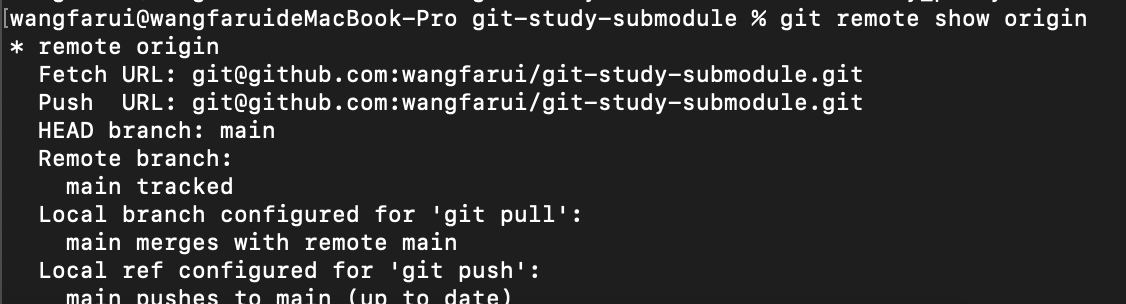 wangfarui@wangfaruideMacBook-Pro git-study-submodule % git remote show origin
* remote origin
  Fetch URL: git@github.com:wangfarui/git-study-submodule.git
  Push  URL: git@github.com:wangfarui/git-study-submodule.git
  HEAD branch: main
  Remote branch:
    main tracked
  Local branch configured for 'git pull':
    main merges with remote main
  Local ref configured for 'git push':
    main pushes to main (up to date)